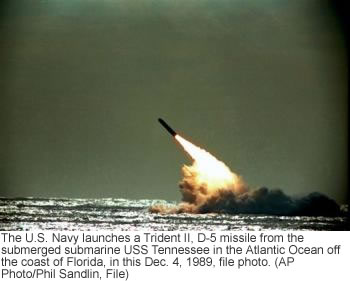 The U.S. Navy launches a Trident II, D-5 missile from the
submerged submarine USS Tennessee in the Atlantic Ocean off
the coast of Florida, in this Dec. 4, 1989, file photo. (AP
Photo/Phil Sandlin, File)